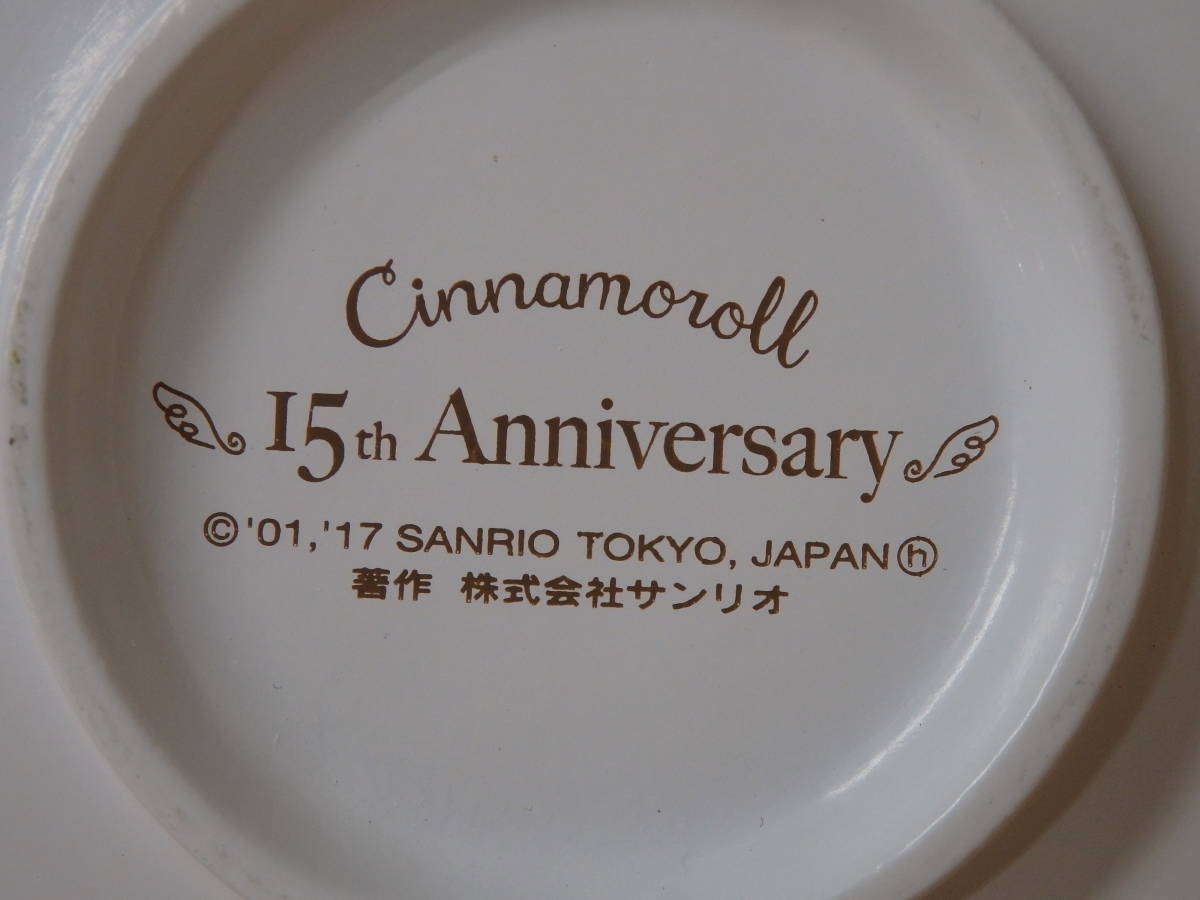 Cinnamoroll
15th Anniversary
©'01,'17 SANRIO TOKYO, JAPAN ⓗ
著作 株式会社サンリオ